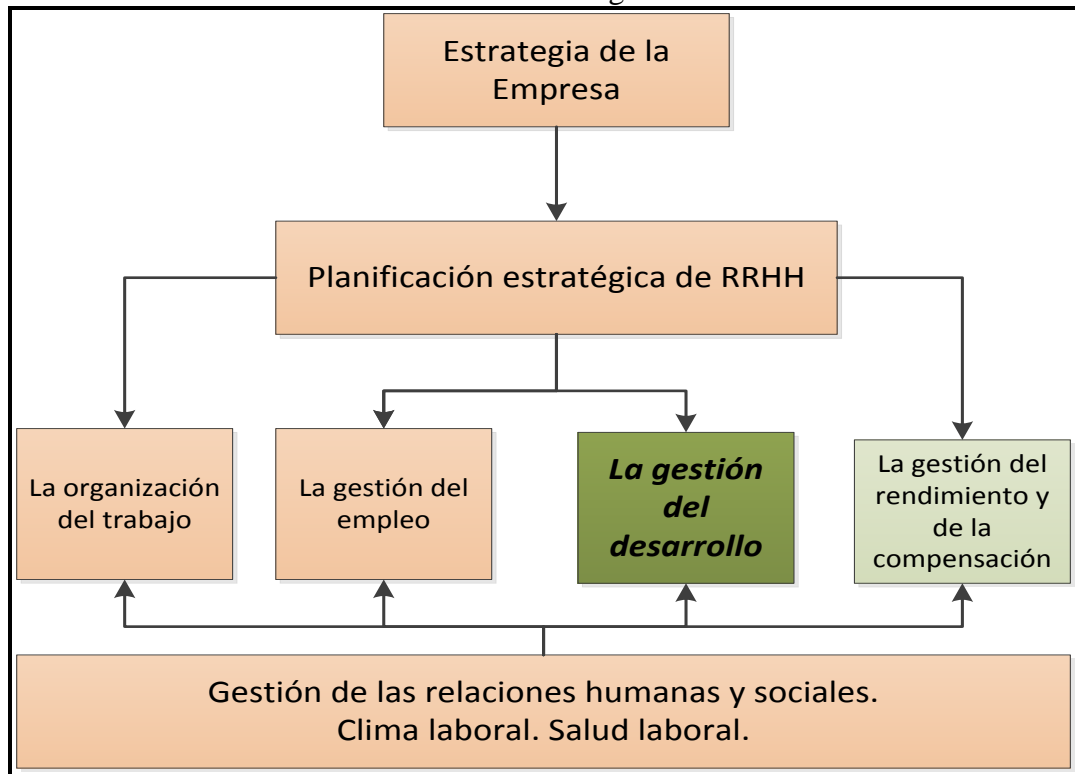 Estrategia de la
Empresa
Planificación estratégica de RRHH
La organización
del trabajo
La gestión del
empleo
La gestión
del
desarrollo
La gestión del
rendimiento y
de la
compensación
Gestión de las relaciones humanas y sociales.
Clima laboral. Salud laboral.